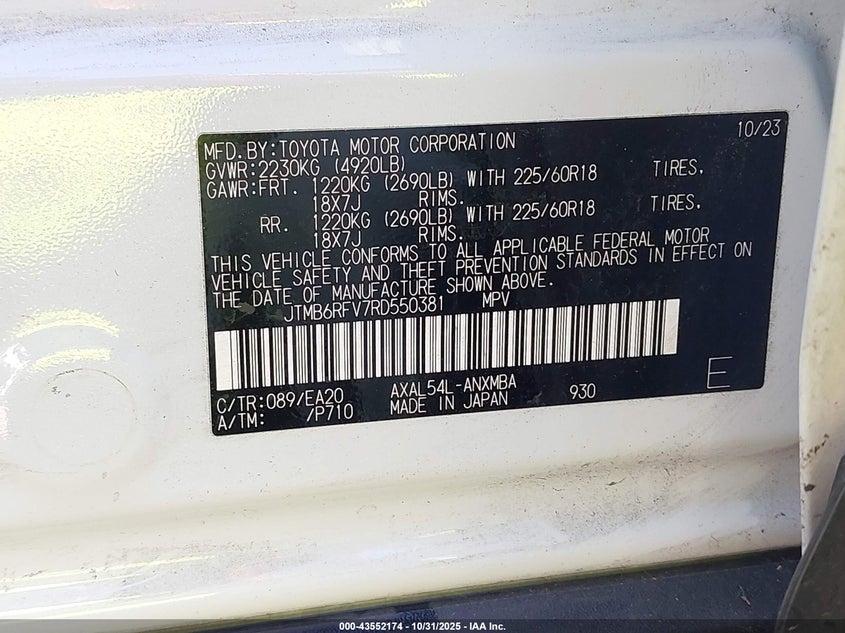 10/23
MFD.BY:TOYOTA MOTOR CORPORATION
GVWR:2230KG (4920LB)
GAWR:FRT. 1220KG (2690LB) WITH 225/60R18 TIRES,
18X7J RIMS.
RR. 1220KG (2690LB) WITH 225/60R18 TIRES,
18X7J RIMS.
THIS VEHICLE CONFORMS TO ALL APPLICABLE FEDERAL MOTOR
VEHICLE SAFETY AND THEFT PREVENTION STANDARDS IN EFFECT ON
THE DATE OF MANUFACTURE SHOWN ABOVE.
JTMB6RFV7RD550381 MPV
C/TR:089/EA20 AXAL54L-ANXMBA 930 E
A/TM: /P710 MADE IN JAPAN
000-43552174 - 10/31/2025 - IAA Inc.